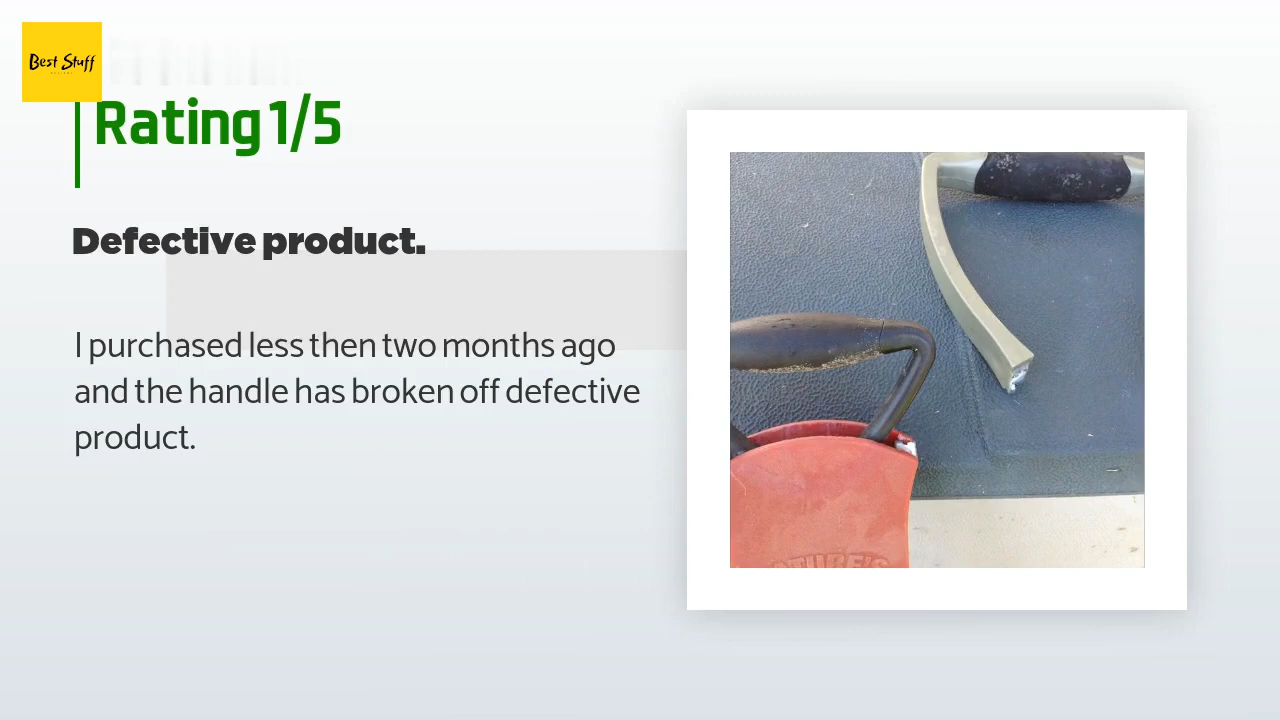 Best Stuff
Rating 1/5
Defective product.
I purchased less then two months ago
and the handle has broken off defective
product.